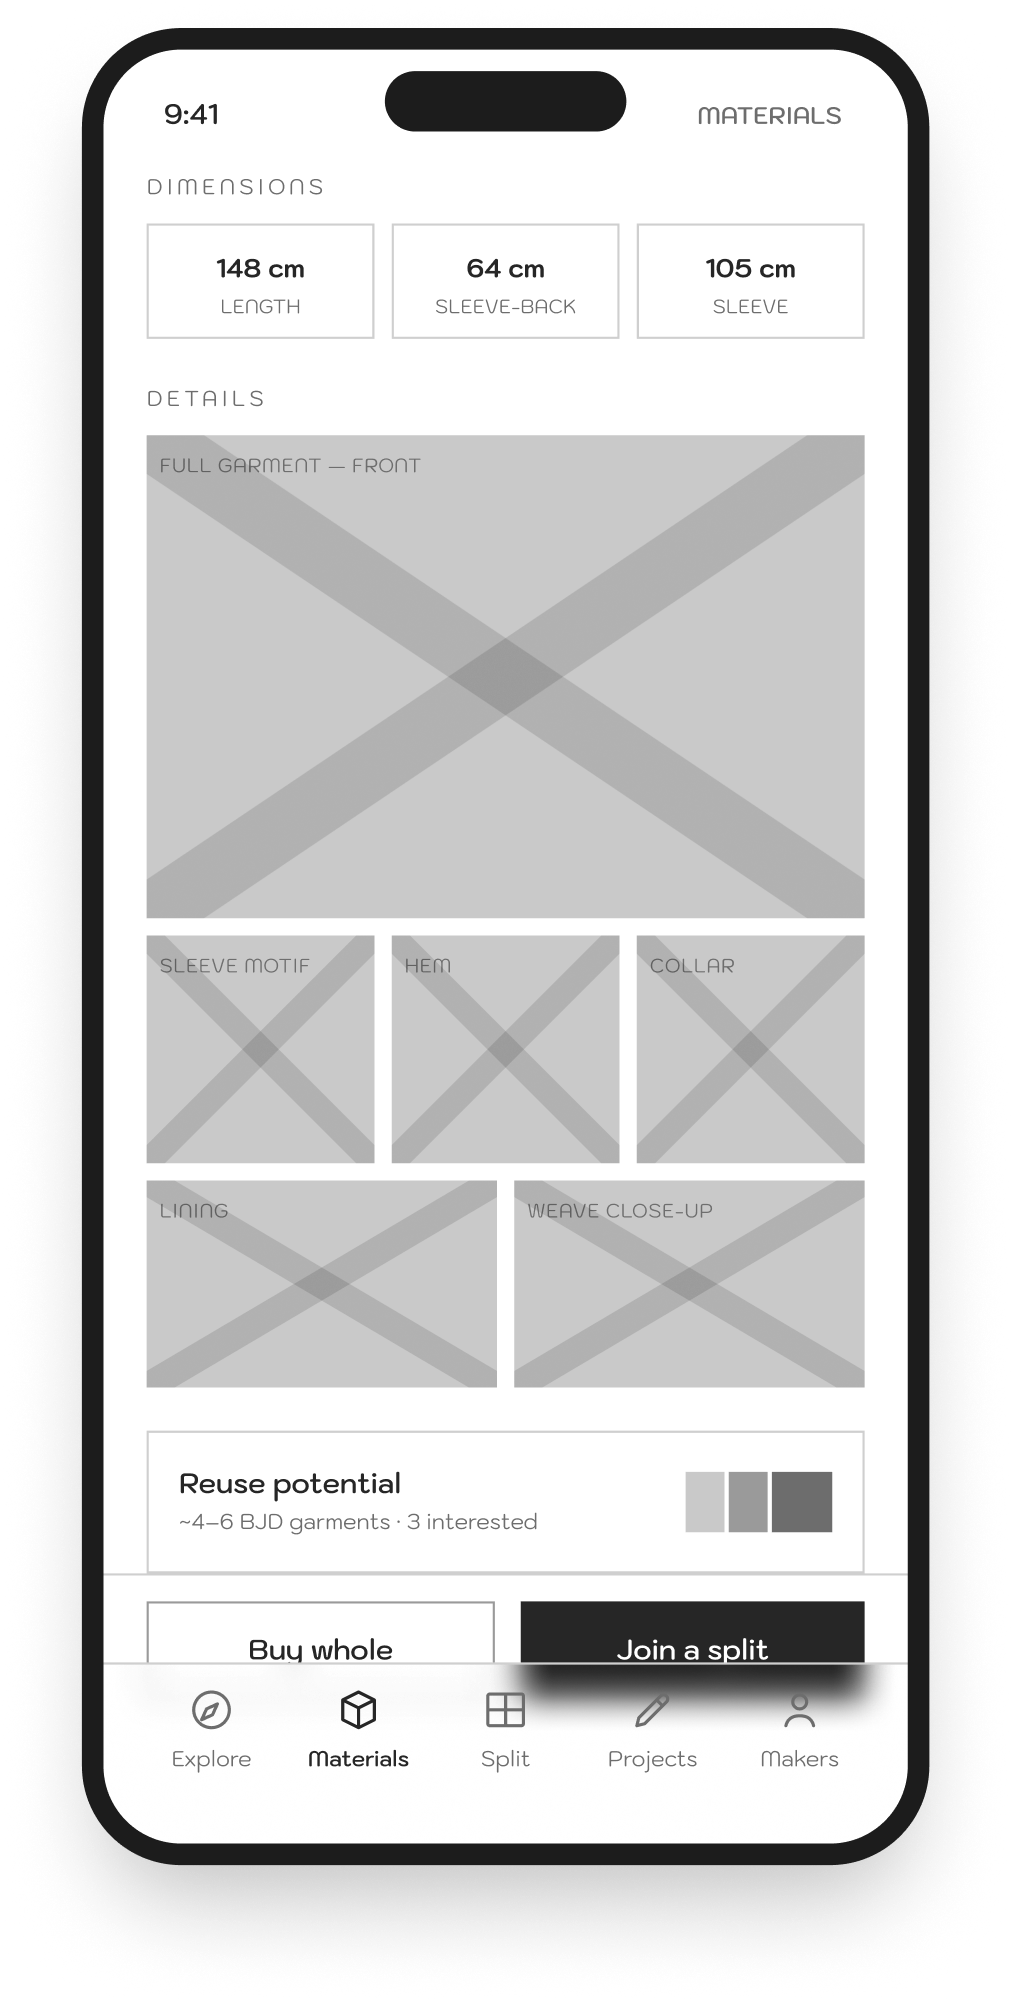 9:41
MATERIALS
DIMENSIONS
148 cm
LENGTH
64 cm
SLEEVE-BACK
105 cm
SLEEVE
DETAILS
FULL GARMENT — FRONT
SLEEVE MOTIF
HEM
COLLAR
LINING
WEAVE CLOSE-UP
Reuse potential
~4–6 BJD garments · 3 interested
Buy whole
Join a split
Explore
Materials
Split
Projects
Makers